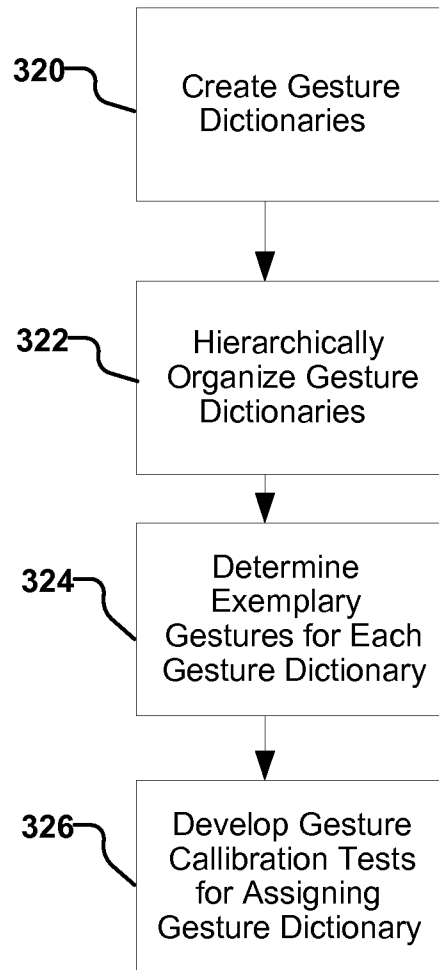 320
Create Gesture
Dictionaries
322
Hierarchically
Organize Gesture
Dictionaries
324
Determine
Exemplary
Gestures for Each
Gesture Dictionary
326
Develop Gesture
Callibration Tests
for Assigning
Gesture Dictionary